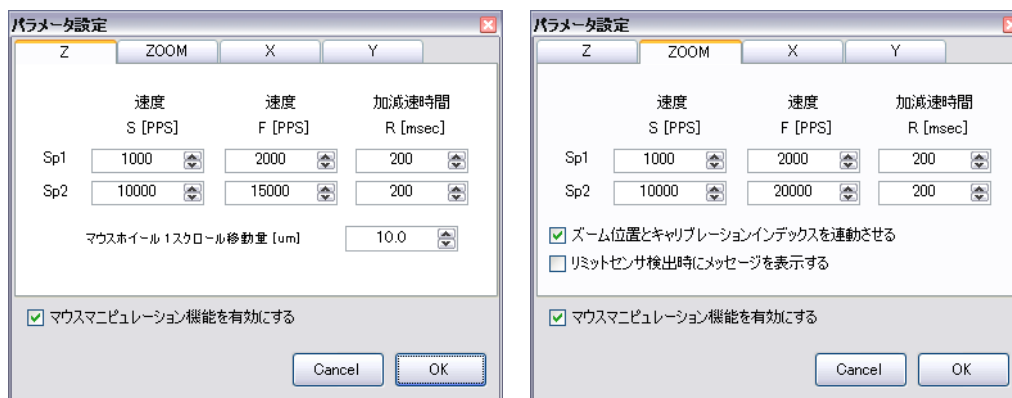 パラメータ設定
Z ZOOM X Y
速度 速度 加減速時間
S [PPS] F [PPS] R [msec]
Sp1 1000 2000 200
Sp2 10000 15000 200
マウスホイール 1スクロール移動量 [um] 10.0
マウスマニピュレーション機能を有効にする
Cancel OK
パラメータ設定
Z ZOOM X Y
速度 速度 加減速時間
S [PPS] F [PPS] R [msec]
Sp1 1000 2000 200
Sp2 10000 20000 200
ズーム位置とキャリブレーションインデックスを連動させる
リミットセンサ検出時にメッセージを表示する
マウスマニピュレーション機能を有効にする
Cancel OK